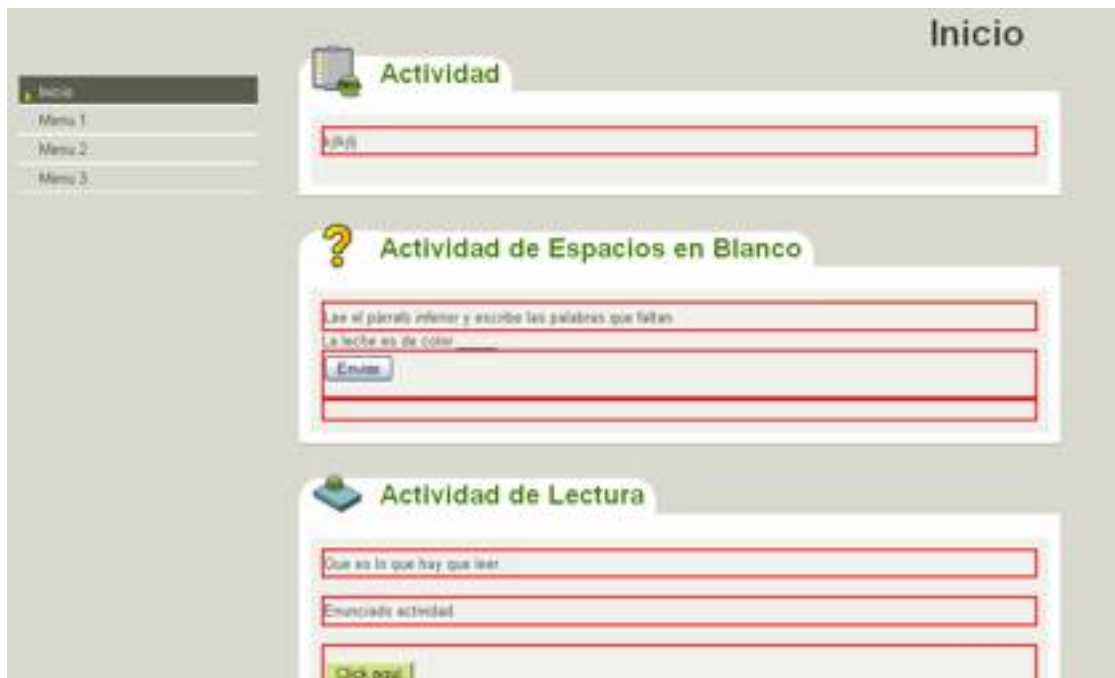 Inicio
Inicio
Menu 1
Menu 2
Menu 3
Actividad
Actividad de Espacios en Blanco
Lee el párrafo inferior y escribe las palabras que faltan
La leche es de color _____
Enviar
Actividad de Lectura
Que es lo que hay que leer
Enunciado actividad
Click aquí